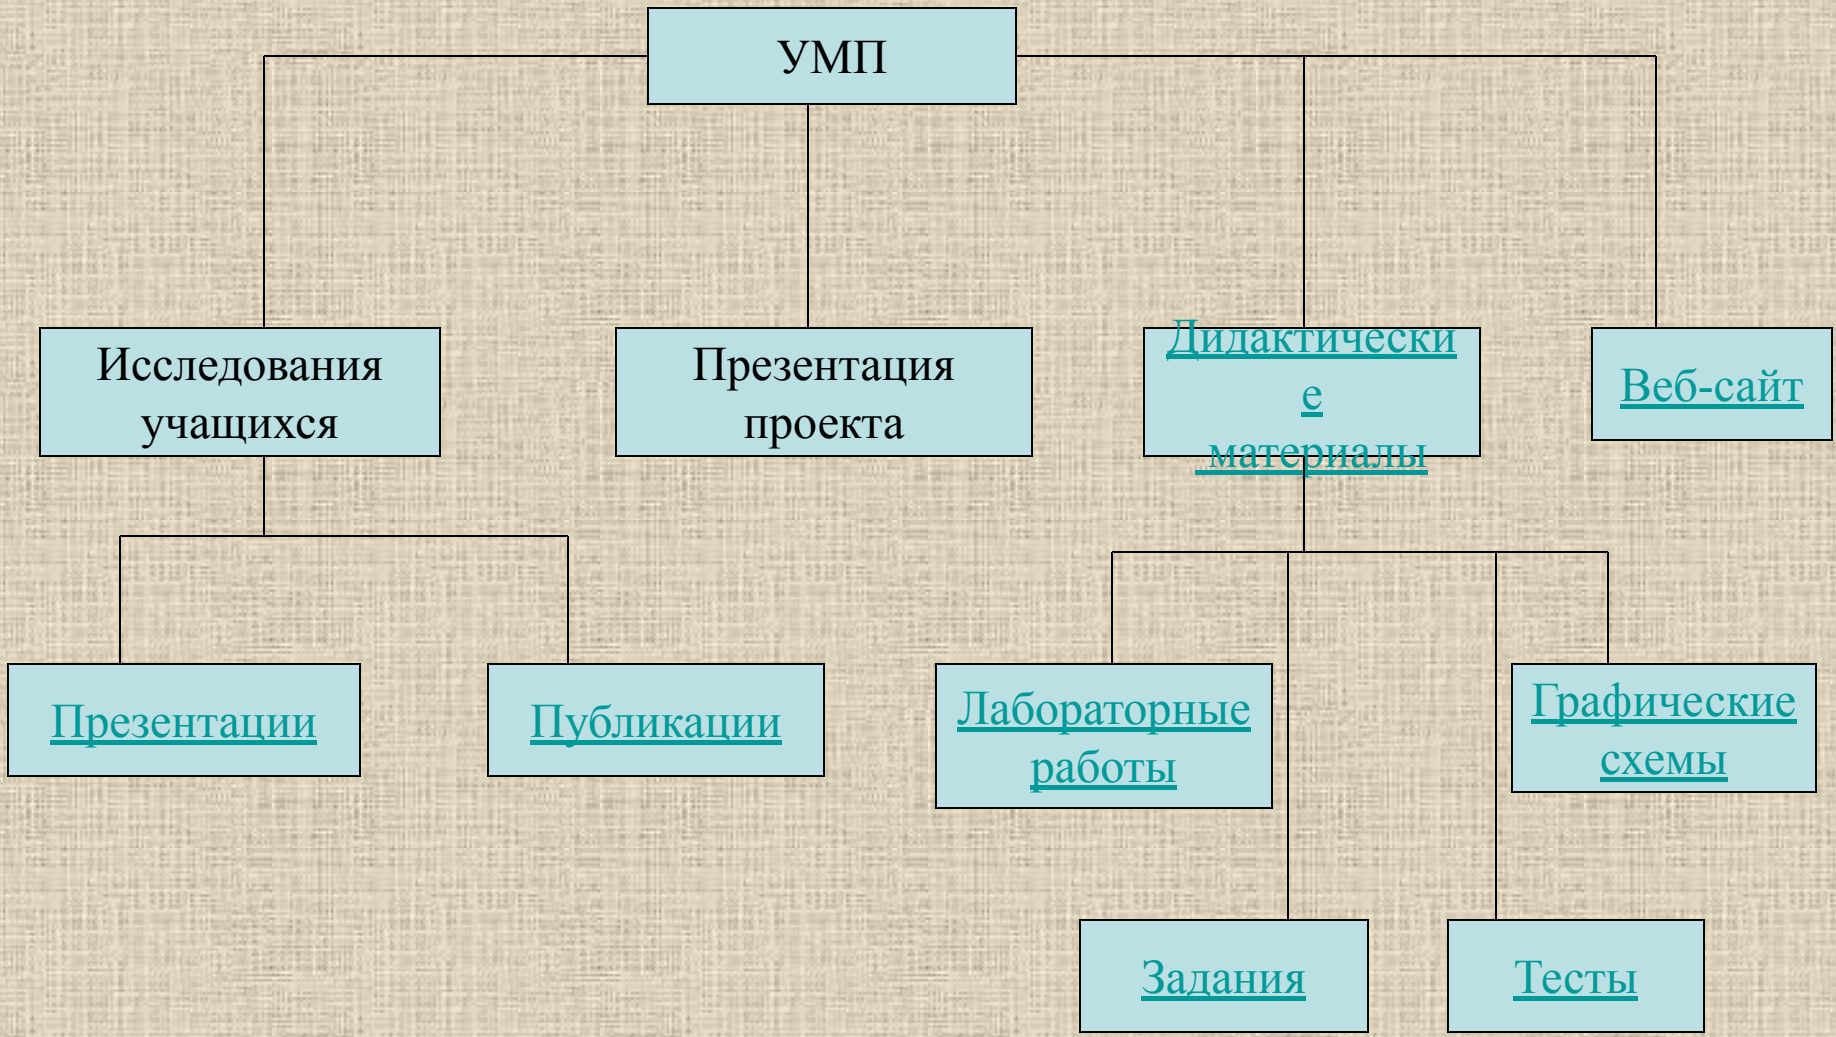 УМП
Исследования
учащихся
Презентация
проекта
Дидактически
е
материалы
Веб-сайт
Презентации
Публикации
Лабораторные
работы
Графические
схемы
Задания
Тесты